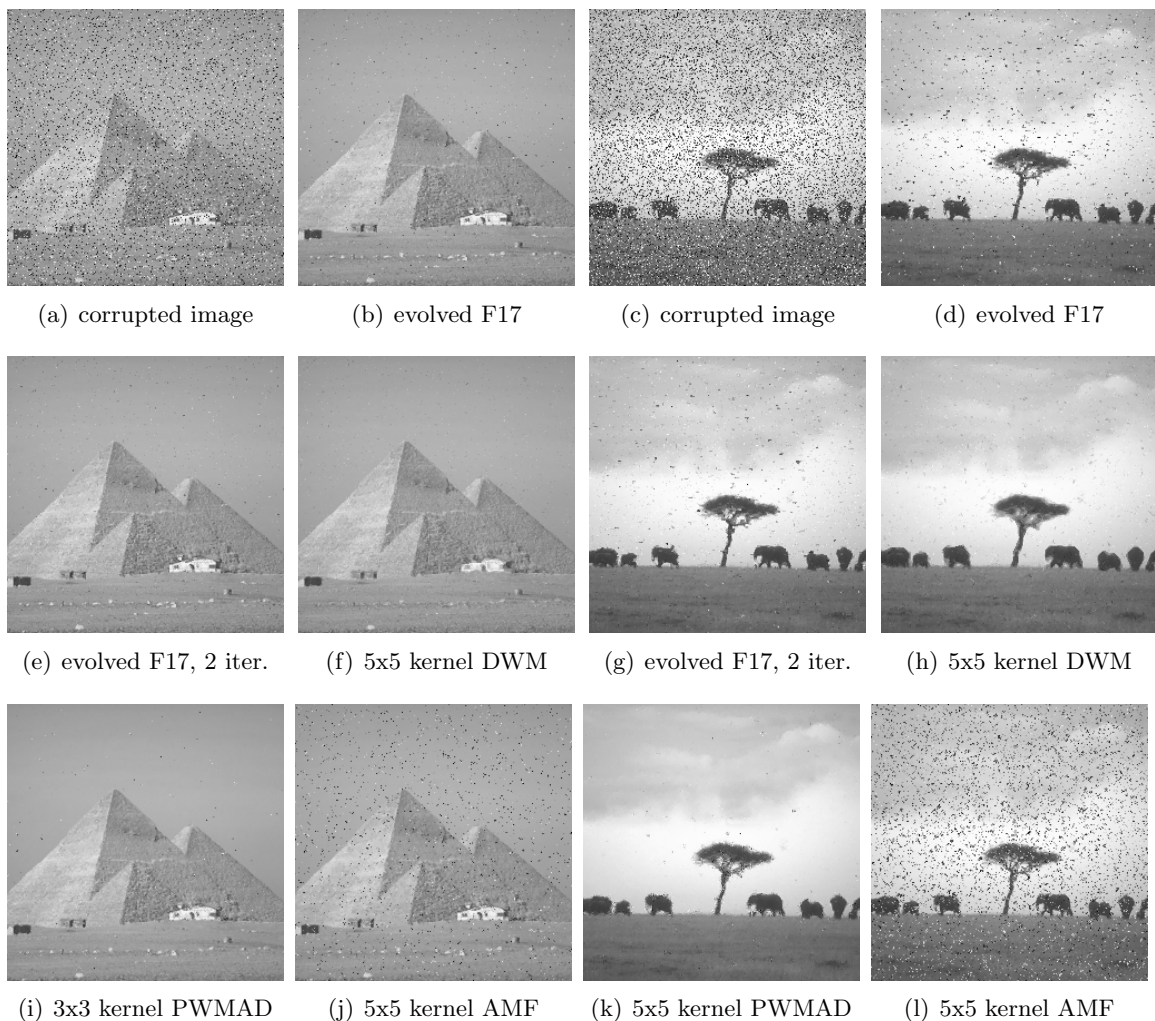 (a) corrupted image
(b) evolved F17
(c) corrupted image
(d) evolved F17
(e) evolved F17, 2 iter.
(f) 5x5 kernel DWM
(g) evolved F17, 2 iter.
(h) 5x5 kernel DWM
(i) 3x3 kernel PWMAD
(j) 5x5 kernel AMF
(k) 5x5 kernel PWMAD
(l) 5x5 kernel AMF